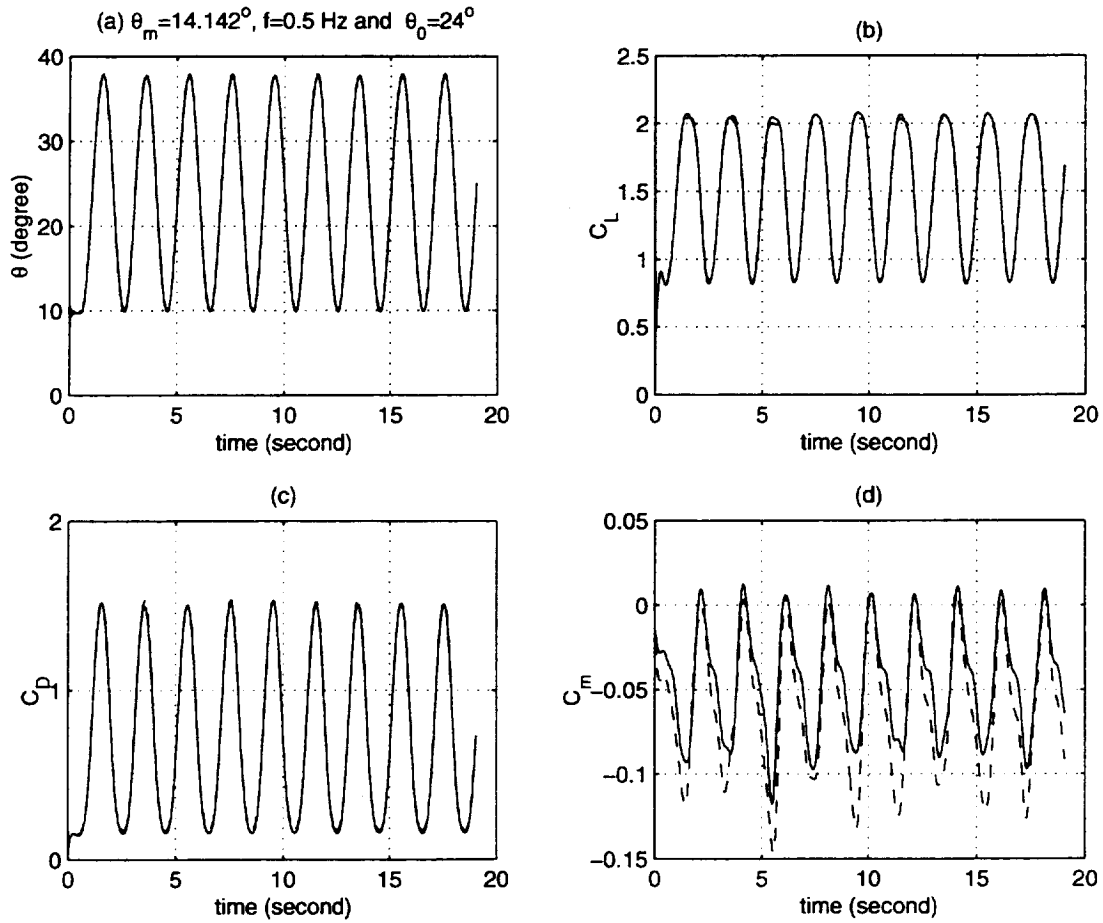 (a) θm=14.142°, f=0.5 Hz and θ0=24°
40
30
20
10
0
θ (degree)
0 5 10 15 20
time (second)
(b)
2.5
2
1.5
1
0.5
0
CL
0 5 10 15 20
time (second)
(c)
2
1
0
CD
0 5 10 15 20
time (second)
(d)
0.05
0
−0.05
−0.1
−0.15
Cm
0 5 10 15 20
time (second)